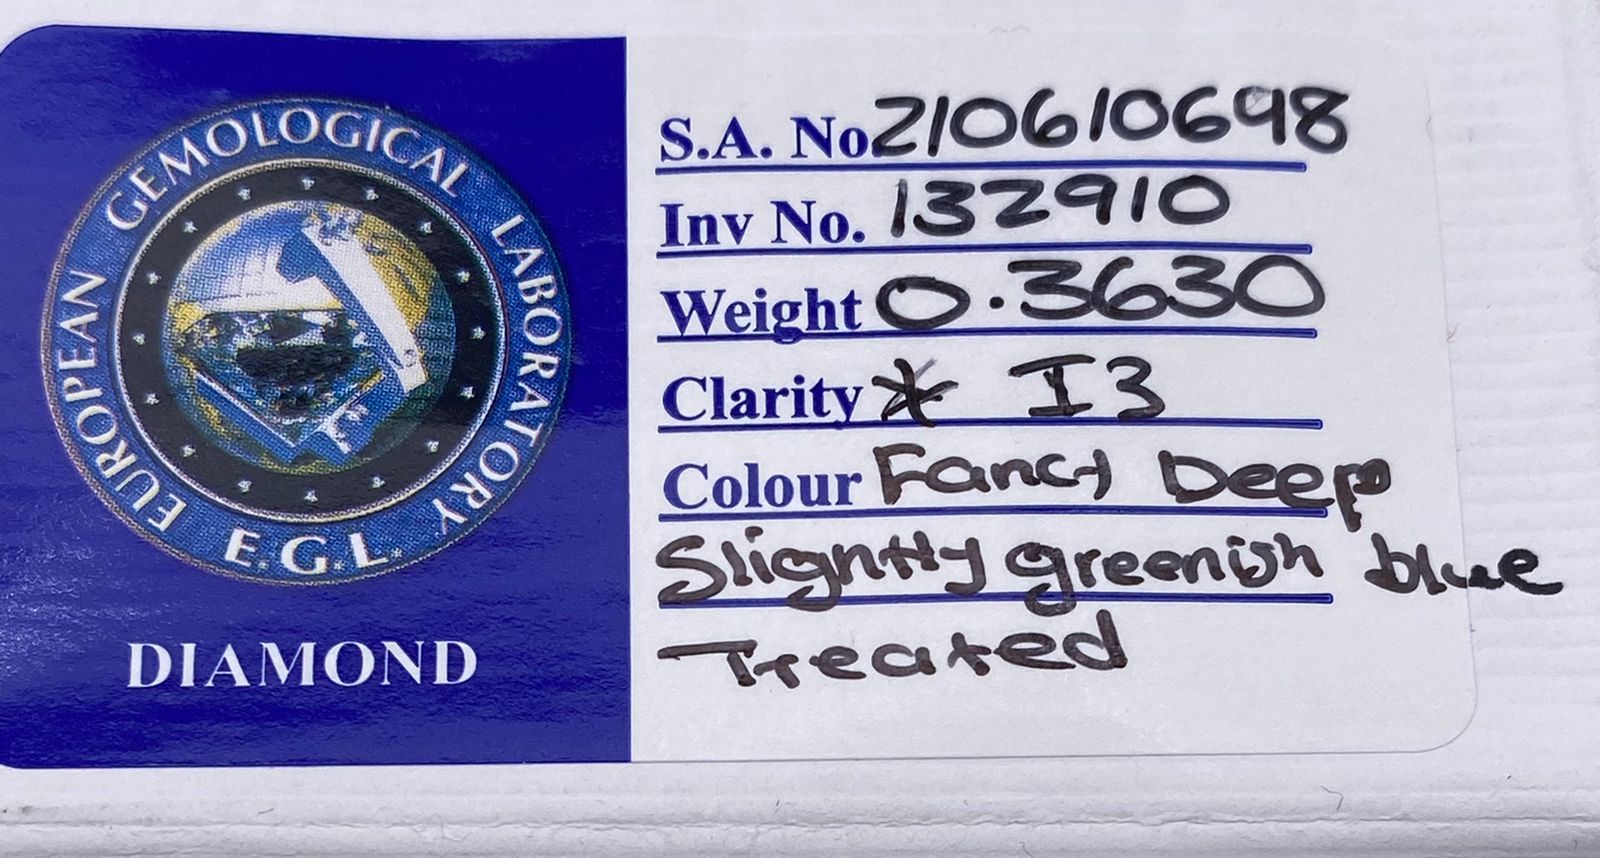 EUROPEAN GEMOLOGICAL LABORATORY
E.G.L.
DIAMOND
S.A. No. 210610698
Inv No. 132910
Weight 0.3630
Clarity * I3
Colour Fancy Deep
Slightly greenish blue
Treated